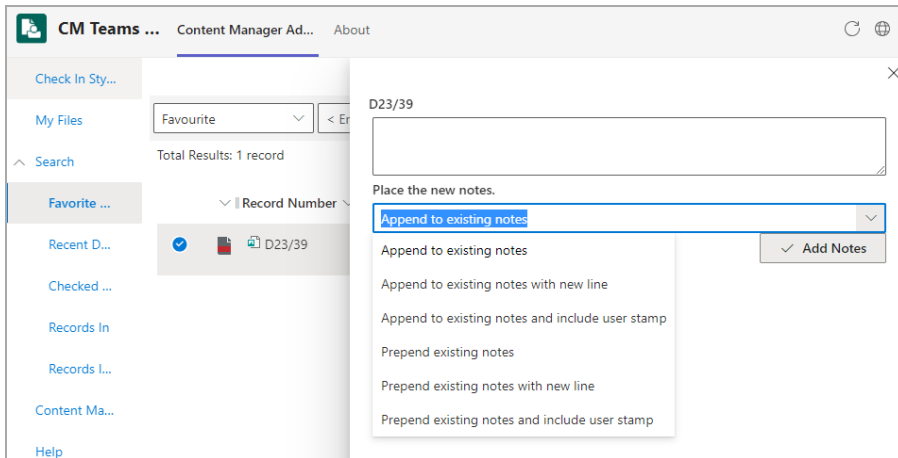 CM Teams ... Content Manager Ad... About
Check In Sty...
My Files
Search
Favorite ...
Recent D...
Checked ...
Records In
Records I...
Content Ma...
Help
Favourite < Er
Total Results: 1 record
Record Number
D23/39
D23/39
Place the new notes.
Append to existing notes
Add Notes
Append to existing notes
Append to existing notes with new line
Append to existing notes and include user stamp
Prepend existing notes
Prepend existing notes with new line
Prepend existing notes and include user stamp